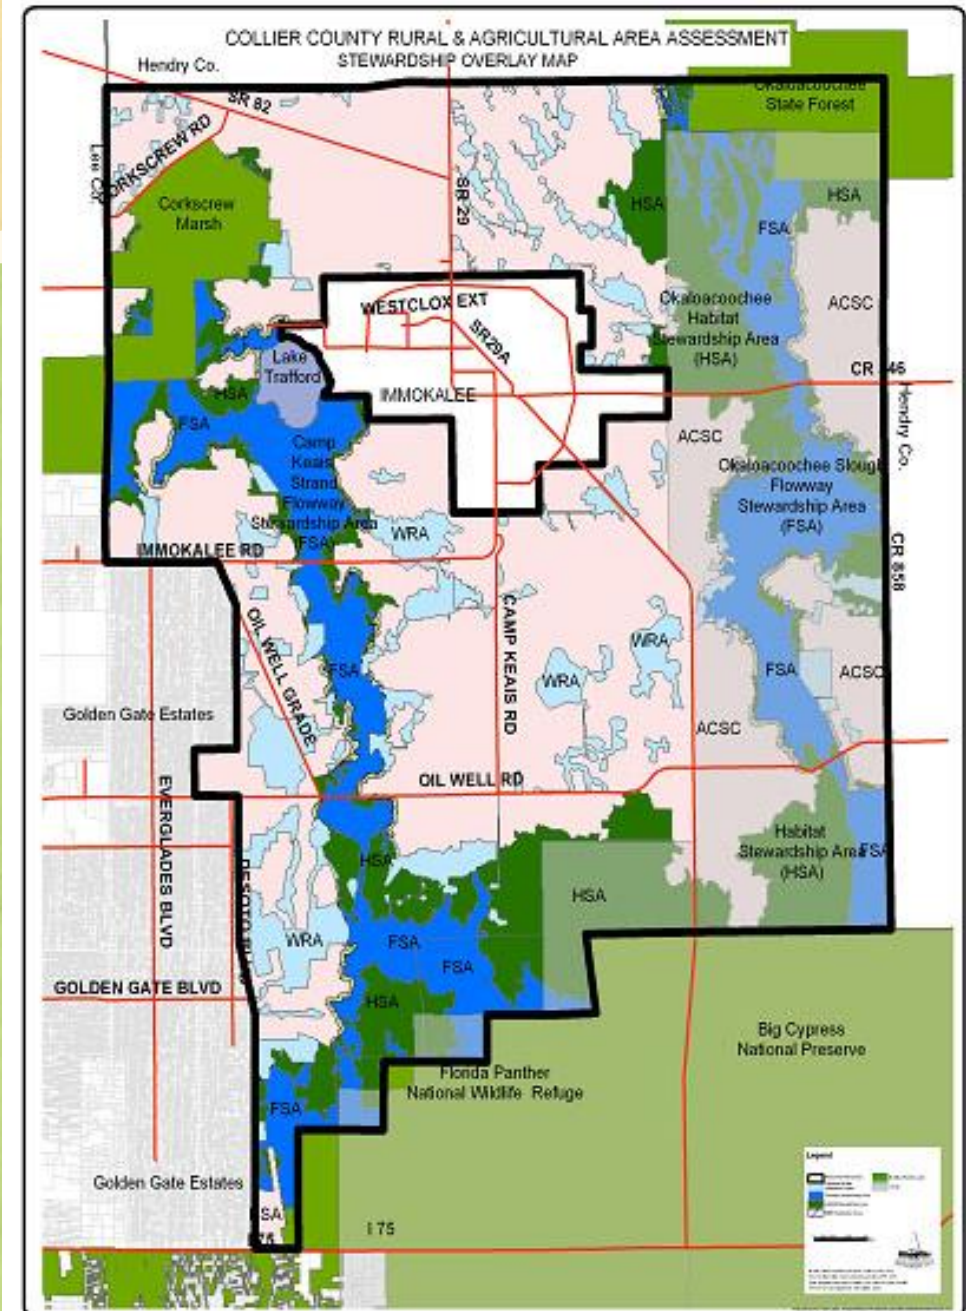 COLLIER COUNTY RURAL & AGRICULTURAL AREA ASSESSMENT
STEWARDSHIP OVERLAY MAP
Hendry Co.
SR 82
CORKSCREW RD
Lee Co.
Okaloacoochee
State Forest
Corkscrew
Marsh
SR 29
HSA
HSA
FSA
WESTCLOX EXT
SR29A
Okaloacoochee
Habitat
Stewardship Area
(HSA)
ACSC
Lake
Trafford
IMMOKALEE
CR 46
Hendry Co.
HSA
FSA
Camp
Keais
Strand
Flowway
Stewardship Area
(FSA)
ACSC
Okaloacoochee Slough
Flowway
Stewardship Area
(FSA)
WRA
IMMOKALEE RD
CR 858
OIL WELL GRADE
CAMP KEAIS RD
FSA
WRA
WRA
FSA
ACSC
Golden Gate Estates
ACSC
OIL WELL RD
EVERGLADES BLVD
HSA
Habitat
Stewardship Area
(HSA)
FSA
HSA
WRA
FSA
FSA
GOLDEN GATE BLVD
HSA
Big Cypress
National Preserve
Florida Panther
National Wildlife Refuge
FSA
Golden Gate Estates
SA
I 75
Legend